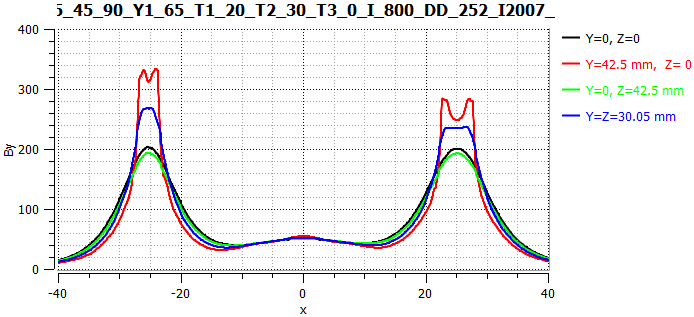 5_45_90_Y1_65_T1_20_T2_30_T3_0_I_800_DD_252_I2007_
400
300
200
100
0
By
-40
-20
0
20
40
x
Y=0, Z=0
Y=42.5 mm, Z= 0
Y=0, Z=42.5 mm
Y=Z=30.05 mm